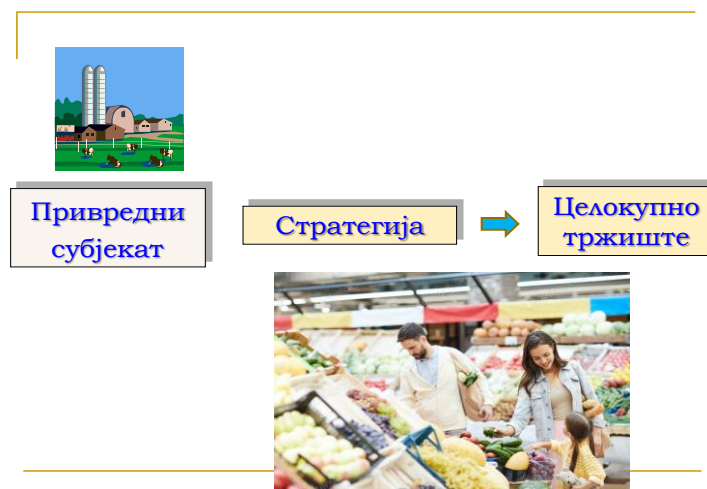 Привредни
субјекат
Стратегија
Целокупно
тржиште